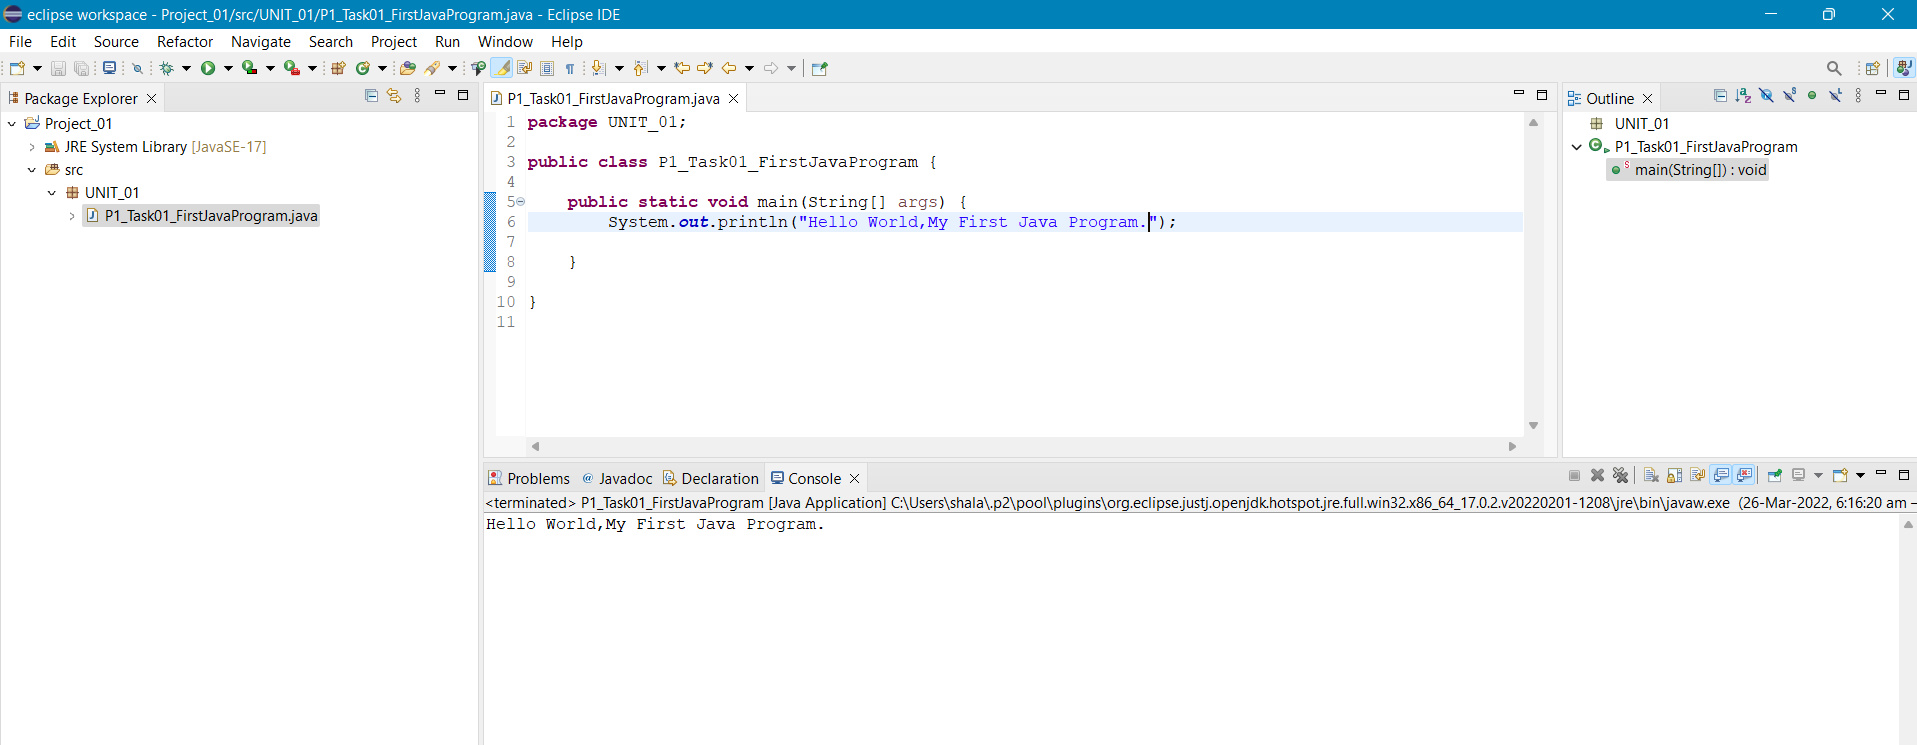 eclipse workspace - Project_01/src/UNIT_01/P1_Task01_FirstJavaProgram.java - Eclipse IDE
File Edit Source Refactor Navigate Search Project Run Window Help
Package Explorer
Project_01
JRE System Library [JavaSE-17]
src
UNIT_01
P1_Task01_FirstJavaProgram.java
P1_Task01_FirstJavaProgram.java
1 package UNIT_01;
2
3 public class P1_Task01_FirstJavaProgram {
4
5 public static void main(String[] args) {
6 System.out.println("Hello World,My First Java Program.");
7
8 }
9
10 }
11
Outline
UNIT_01
P1_Task01_FirstJavaProgram
main(String[]) : void
Problems Javadoc Declaration Console
<terminated> P1_Task01_FirstJavaProgram [Java Application] C:\Users\shala\.p2\pool\plugins\org.eclipse.justj.openjdk.hotspot.jre.full.win32.x86_64_17.0.2.v20220201-1208\jre\bin\javaw.exe (26-Mar-2022, 6:16:20 am –
Hello World,My First Java Program.